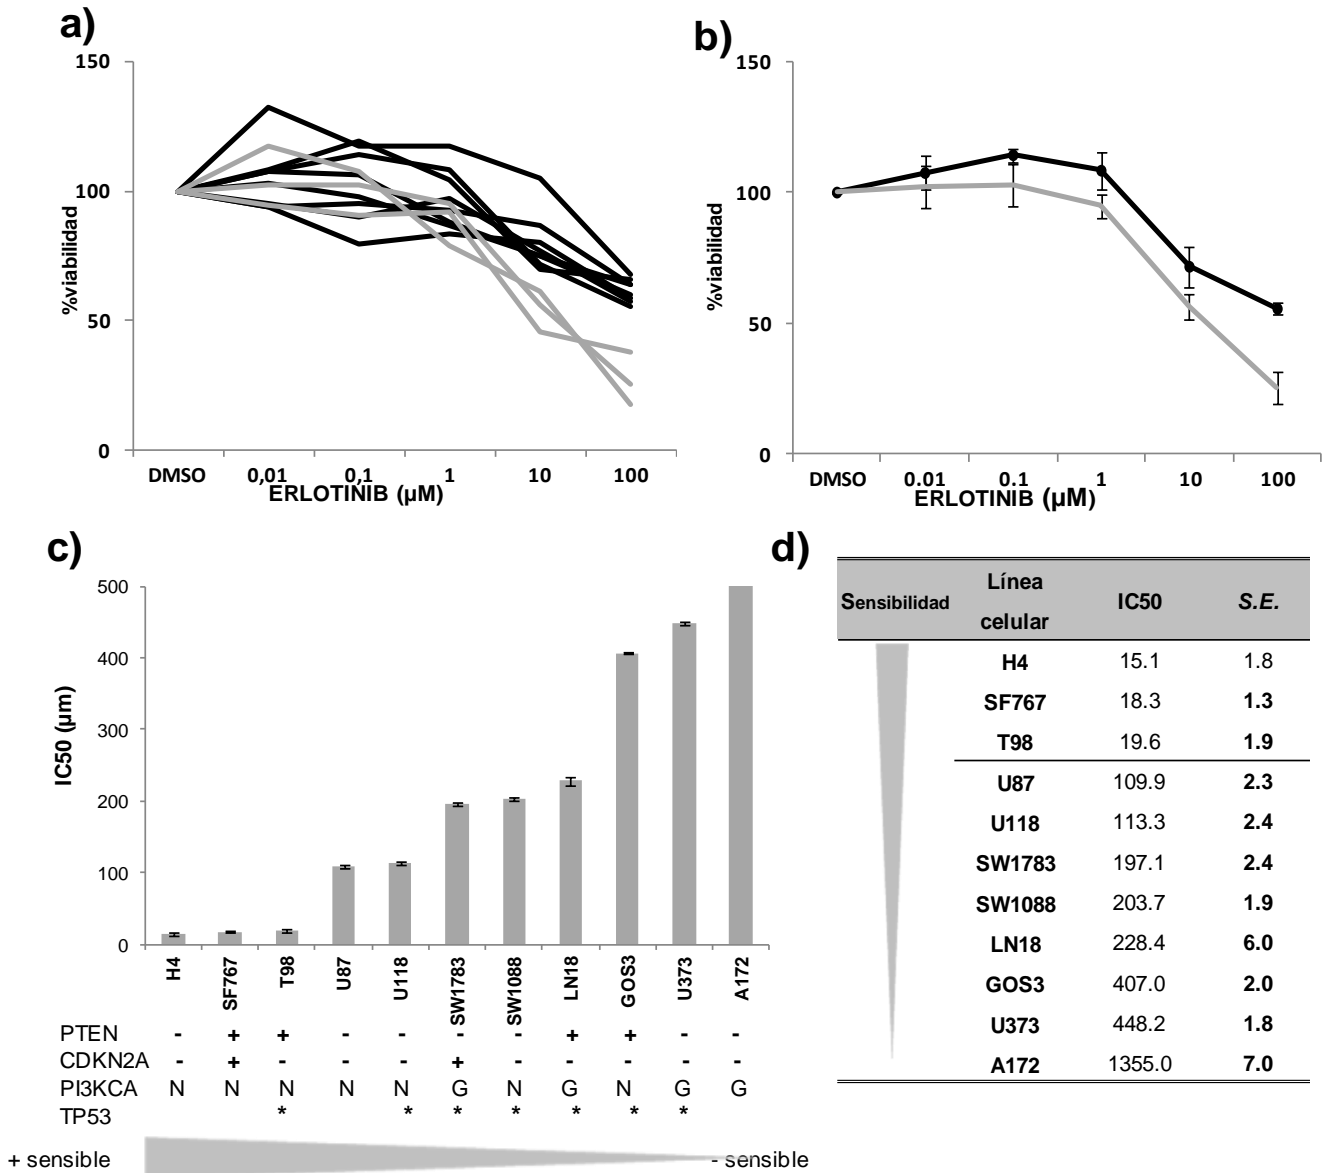 a)
150
100
50
0
%viabilidad
DMSO 0,01 0,1 1 10 100
ERLOTINIB (µM)
b)
150
100
50
0
%viabilidad
DMSO 0.01 0.1 1 10 100
ERLOTINIB (µM)
c)
500
400
300
200
100
0
IC50 (µm)
H4 SF767 T98 U87 U118 SW1783 SW1088 LN18 GOS3 U373 A172
PTEN - + + - - - - + + - -
CDKN2A - + - - - + - - - - -
PI3KCA N N N N N G N G N G G
TP53 * * * * * * *
+ sensible - sensible
d)
Sensibilidad Línea celular IC50 S.E.
H4 15.1 1.8
SF767 18.3 1.3
T98 19.6 1.9
U87 109.9 2.3
U118 113.3 2.4
SW1783 197.1 2.4
SW1088 203.7 1.9
LN18 228.4 6.0
GOS3 407.0 2.0
U373 448.2 1.8
A172 1355.0 7.0